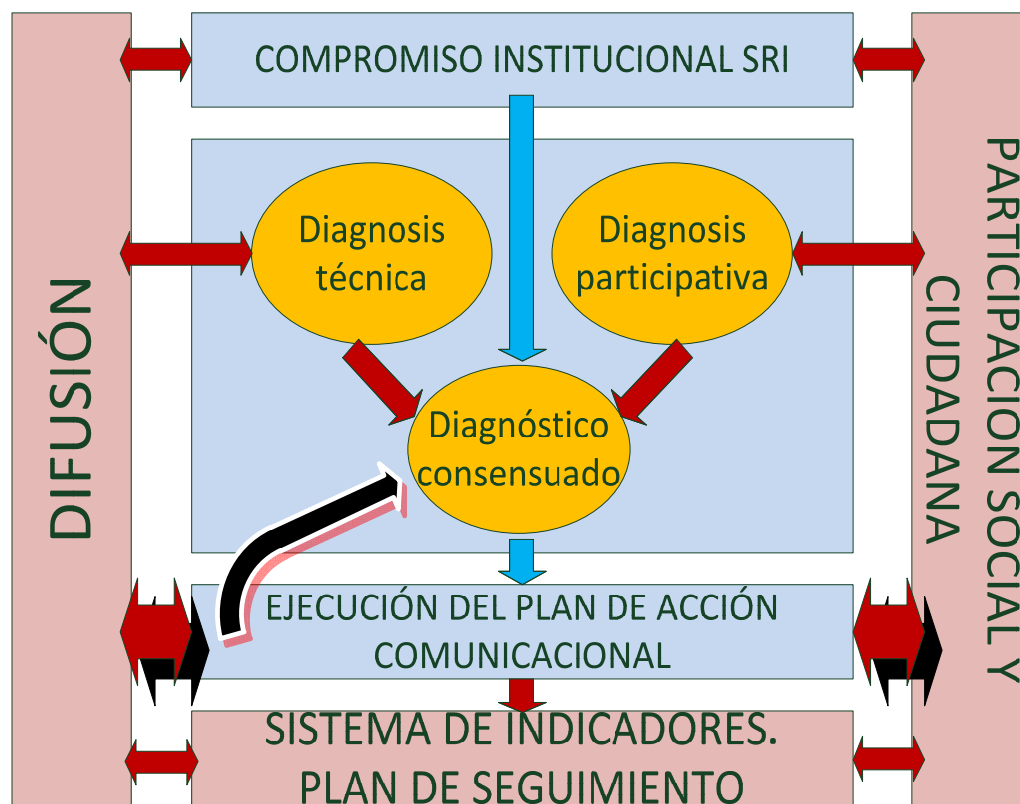 COMPROMISO INSTITUCIONAL SRI
Diagnosis
técnica
Diagnosis
participativa
Diagnóstico
consensuado
EJECUCIÓN DEL PLAN DE ACCIÓN
COMUNICACIONAL
SISTEMA DE INDICADORES.
PLAN DE SEGUIMIENTO
DIFUSIÓN
PARTICIPACION SOCIAL Y
CIUDADANA